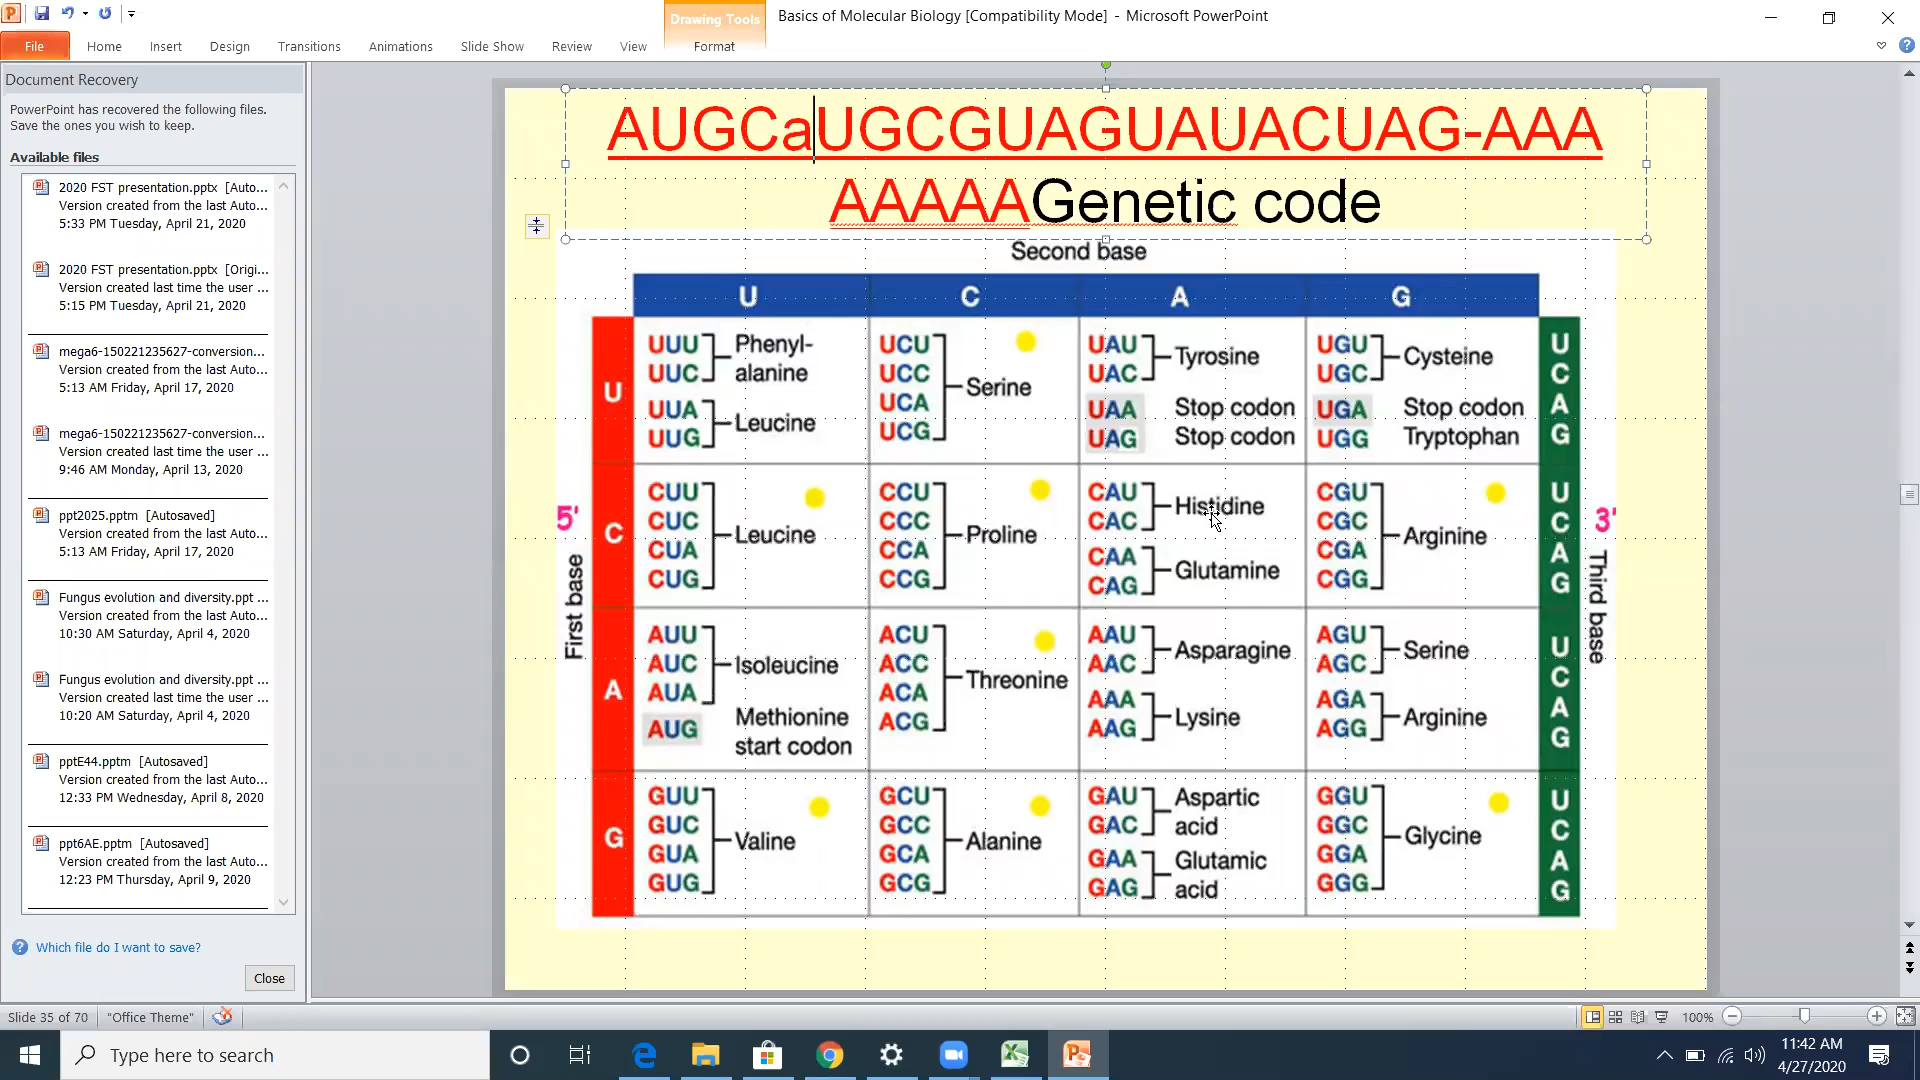 Drawing Tools
Basics of Molecular Biology [Compatibility Mode] - Microsoft PowerPoint
File Home Insert Design Transitions Animations Slide Show Review View Format
Document Recovery
PowerPoint has recovered the following files.
Save the ones you wish to keep.
Available files
2020 FST presentation.pptx [Auto...
Version created from the last Auto...
5:33 PM Tuesday, April 21, 2020
2020 FST presentation.pptx [Origi...
Version created last time the user ...
5:15 PM Tuesday, April 21, 2020
mega6-150221235627-conversion...
Version created from the last Auto...
5:13 AM Friday, April 17, 2020
mega6-150221235627-conversion...
Version created last time the user ...
9:46 AM Monday, April 13, 2020
ppt2025.pptm [Autosaved]
Version created from the last Auto...
5:13 AM Friday, April 17, 2020
Fungus evolution and diversity.ppt ...
Version created from the last Auto...
10:30 AM Saturday, April 4, 2020
Fungus evolution and diversity.ppt ...
Version created last time the user ...
10:20 AM Saturday, April 4, 2020
pptE44.pptm [Autosaved]
Version created from the last Auto...
12:33 PM Wednesday, April 8, 2020
ppt6AE.pptm [Autosaved]
Version created from the last Auto...
12:23 PM Thursday, April 9, 2020
Which file do I want to save?
Close
AUGCaUGCGUAGUAUACUAG-AAA
AAAAAGenetic code
Second base
U C A G
5'
First base
U
UUU
UUC
Phenyl-
alanine
UUA
UUG
Leucine
UCU
UCC
UCA
UCG
Serine
UAU
UAC
Tyrosine
UAA Stop codon
UAG Stop codon
UGU
UGC
Cysteine
UGA Stop codon
UGG Tryptophan
U
C
A
G
C
CUU
CUC
CUA
CUG
Leucine
CCU
CCC
CCA
CCG
Proline
CAU
CAC
Histidine
CAA
CAG
Glutamine
CGU
CGC
CGA
CGG
Arginine
U
C
A
G
A
AUU
AUC
AUA
Isoleucine
AUG
Methionine
start codon
ACU
ACC
ACA
ACG
Threonine
AAU
AAC
Asparagine
AAA
AAG
Lysine
AGU
AGC
Serine
AGA
AGG
Arginine
U
C
A
G
G
GUU
GUC
GUA
GUG
Valine
GCU
GCC
GCA
GCG
Alanine
GAU
GAC
Aspartic
acid
GAA
GAG
Glutamic
acid
GGU
GGC
GGA
GGG
Glycine
U
C
A
G
3'
Third base
Slide 35 of 70 "Office Theme" 100%
Type here to search
11:42 AM
4/27/2020